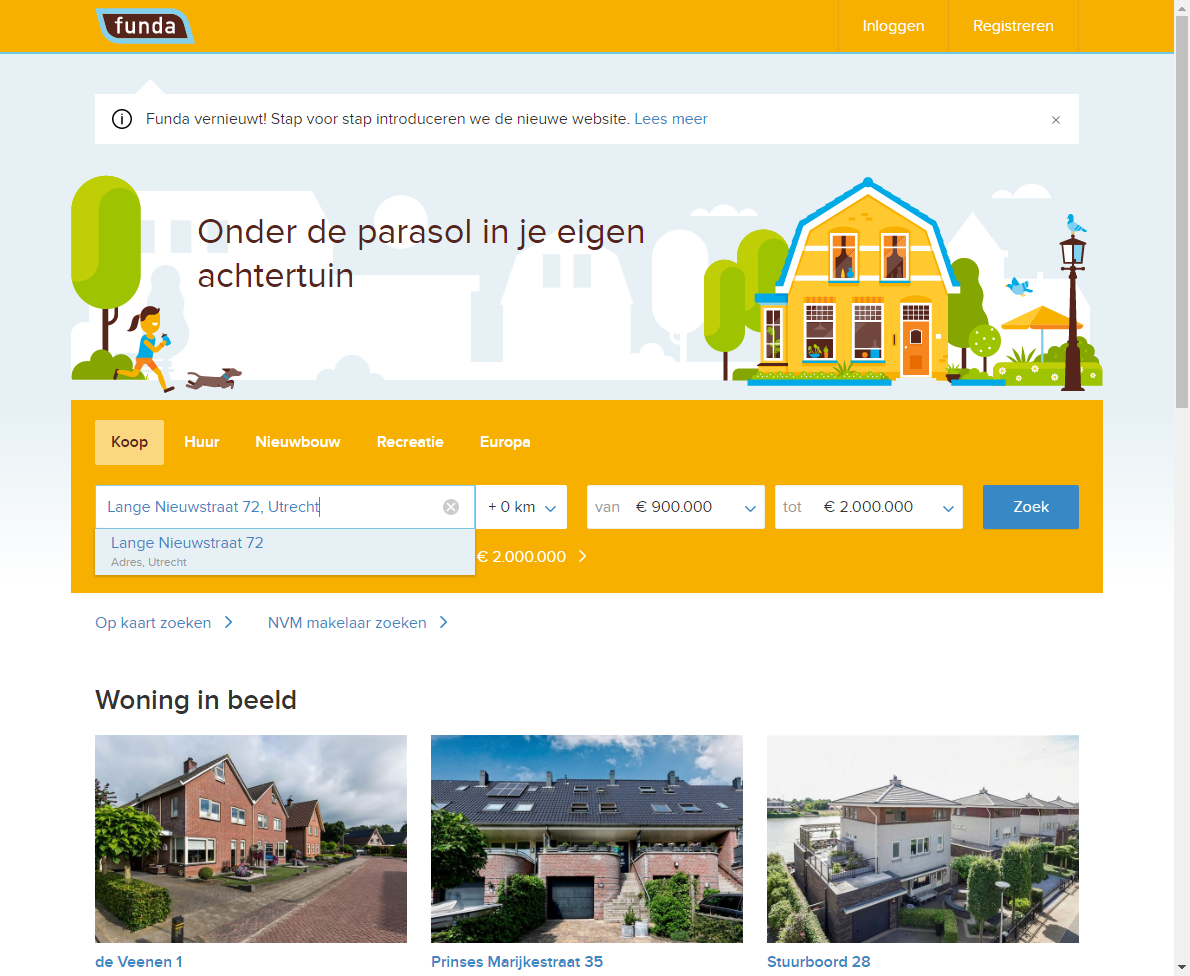 funda
Inloggen
Registreren
Funda vernieuwt! Stap voor stap introduceren we de nieuwe website. Lees meer
Onder de parasol in je eigen
achtertuin
Koop
Huur
Nieuwbouw
Recreatie
Europa
Lange Nieuwstraat 72, Utrecht
+ 0 km
van € 900.000
tot € 2.000.000
Zoek
Lange Nieuwstraat 72
Adres, Utrecht
€ 2.000.000
Op kaart zoeken
NVM makelaar zoeken
Woning in beeld
de Veenen 1
Prinses Marijkestraat 35
Stuurboord 28